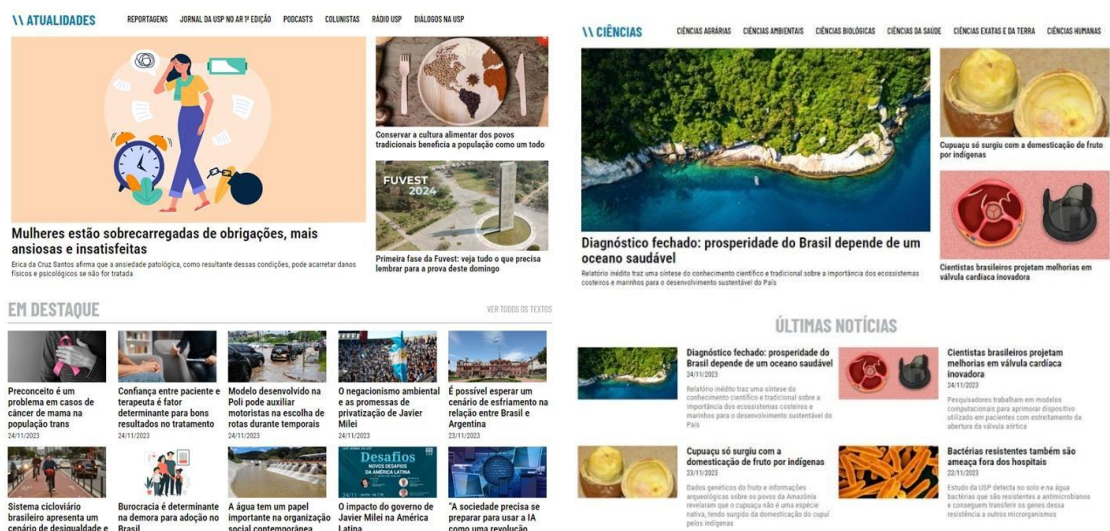 \\ ATUALIDADES
REPORTAGENS JORNAL DA USP NO AR 1ª EDIÇÃO PODCASTS COLUNISTAS RÁDIO USP DIÁLOGOS NA USP
Conservar a cultura alimentar dos povos
tradicionais beneficia a população como um todo
FUVEST
2024
Mulheres estão sobrecarregadas de obrigações, mais
ansiosas e insatisfeitas
Erica da Cruz Santos afirma que a ansiedade patológica, como resultante dessas condições, pode acarretar danos
físicos e psicológicos se não for tratada
Primeira fase da Fuvest: veja tudo o que precisa
lembrar para a prova deste domingo
EM DESTAQUE
VER TODOS OS TEXTOS
Preconceito é um
problema em casos de
câncer de mama na
população trans
24/11/2023
Confiança entre paciente e
terapeuta é fator
determinante para bons
resultados no tratamento
24/11/2023
Modelo desenvolvido na
Poli pode auxiliar
motoristas na escolha de
rotas durante temporais
24/11/2023
O negacionismo ambiental
e as promessas de
privatização de Javier
Milei
24/11/2023
É possível esperar um
cenário de esfriamento na
relação entre Brasil e
Argentina
23/11/2023
Sistema cicloviário
brasileiro apresenta um
cenário de desigualdade e
Burocracia é determinante
na demora para adoção no
Brasil
A água tem um papel
importante na organização
social contemporânea
Desafios
NOVOS DESAFIOS
DA AMÉRICA LATINA
24/11
O impacto do governo de
Javier Milei na América
Latina
"A sociedade precisa se
preparar para usar a IA
como uma revolução
\\ CIÊNCIAS
CIÊNCIAS AGRÁRIAS CIÊNCIAS AMBIENTAIS CIÊNCIAS BIOLÓGICAS CIÊNCIAS DA SAÚDE CIÊNCIAS EXATAS E DA TERRA CIÊNCIAS HUMANAS
Cupuaçu só surgiu com a domesticação de fruto
por indígenas
Diagnóstico fechado: prosperidade do Brasil depende de um
oceano saudável
Relatório inédito traz uma síntese do conhecimento científico e tradicional sobre a importância dos ecossistemas
costeiros e marinhos para o desenvolvimento sustentável do País
Cientistas brasileiros projetam melhorias em
válvula cardíaca inovadora
ÚLTIMAS NOTÍCIAS
Diagnóstico fechado: prosperidade do
Brasil depende de um oceano saudável
24/11/2023
Relatório inédito traz uma síntese do
conhecimento científico e tradicional sobre a
importância dos ecossistemas costeiros e
marinhos para o desenvolvimento sustentável do
País
Cientistas brasileiros projetam
melhorias em válvula cardíaca
inovadora
24/11/2023
Pesquisadores trabalham em modelos
computacionais para aprimorar dispositivo
utilizado em pacientes com estreitamento da
abertura da válvula aórtica
Cupuaçu só surgiu com a
domesticação de fruto por indígenas
23/11/2023
Dados genéticos do fruto e informações
arqueológicas sobre os povos da Amazônia
revelaram que o cupuaçu não é uma espécie
nativa, tendo surgido da domesticação do cupuí
pelos indígenas
Bactérias resistentes também são
ameaça fora dos hospitais
22/11/2023
Estudo da USP detecta no solo e na água
bactérias que são resistentes a antimicrobianos
e conseguem transferir os genes dessa
resistência a outros microrganismos